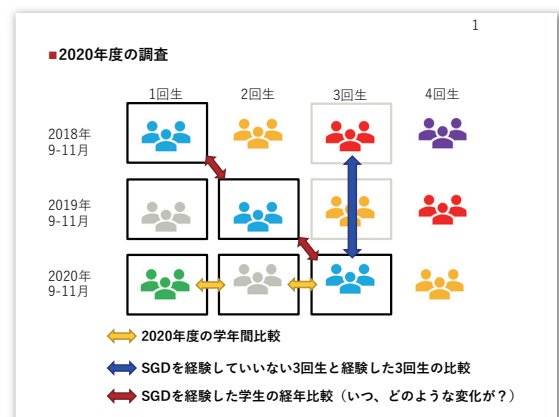 1
■2020年度の調査
1回生 2回生 3回生 4回生
2018年
9-11月
2019年
9-11月
2020年
9-11月
2020年度の学年間比較
SGDを経験していいない3回生と経験した3回生の比較
SGDを経験した学生の経年比較（いつ、どのような変化が？）